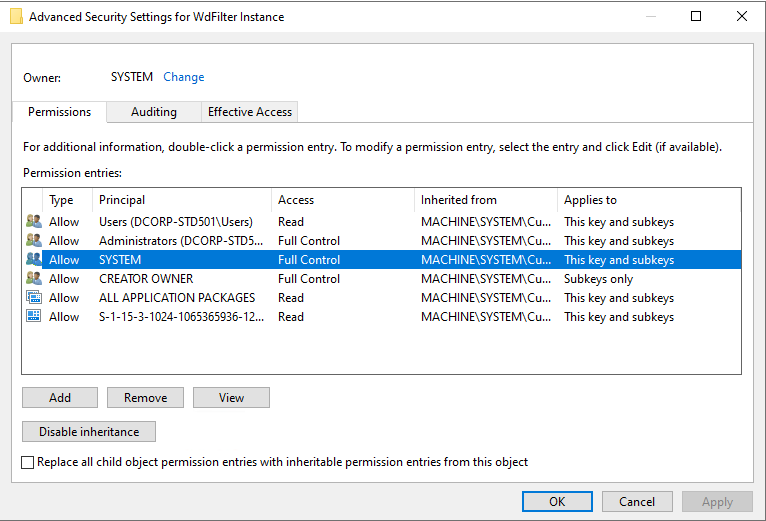 Advanced Security Settings for WdFilter Instance
Owner: SYSTEM Change
Permissions Auditing Effective Access
For additional information, double-click a permission entry. To modify a permission entry, select the entry and click Edit (if available).
Permission entries:
Type Principal Access Inherited from Applies to
Allow Users (DCORP-STD501\Users) Read MACHINE\SYSTEM\Cu... This key and subkeys
Allow Administrators (DCORP-STD5... Full Control MACHINE\SYSTEM\Cu... This key and subkeys
Allow SYSTEM Full Control MACHINE\SYSTEM\Cu... This key and subkeys
Allow CREATOR OWNER Full Control MACHINE\SYSTEM\Cu... Subkeys only
Allow ALL APPLICATION PACKAGES Read MACHINE\SYSTEM\Cu... This key and subkeys
Allow S-1-15-3-1024-1065365936-12... Read MACHINE\SYSTEM\Cu... This key and subkeys
Add Remove View
Disable inheritance
Replace all child object permission entries with inheritable permission entries from this object
OK Cancel Apply